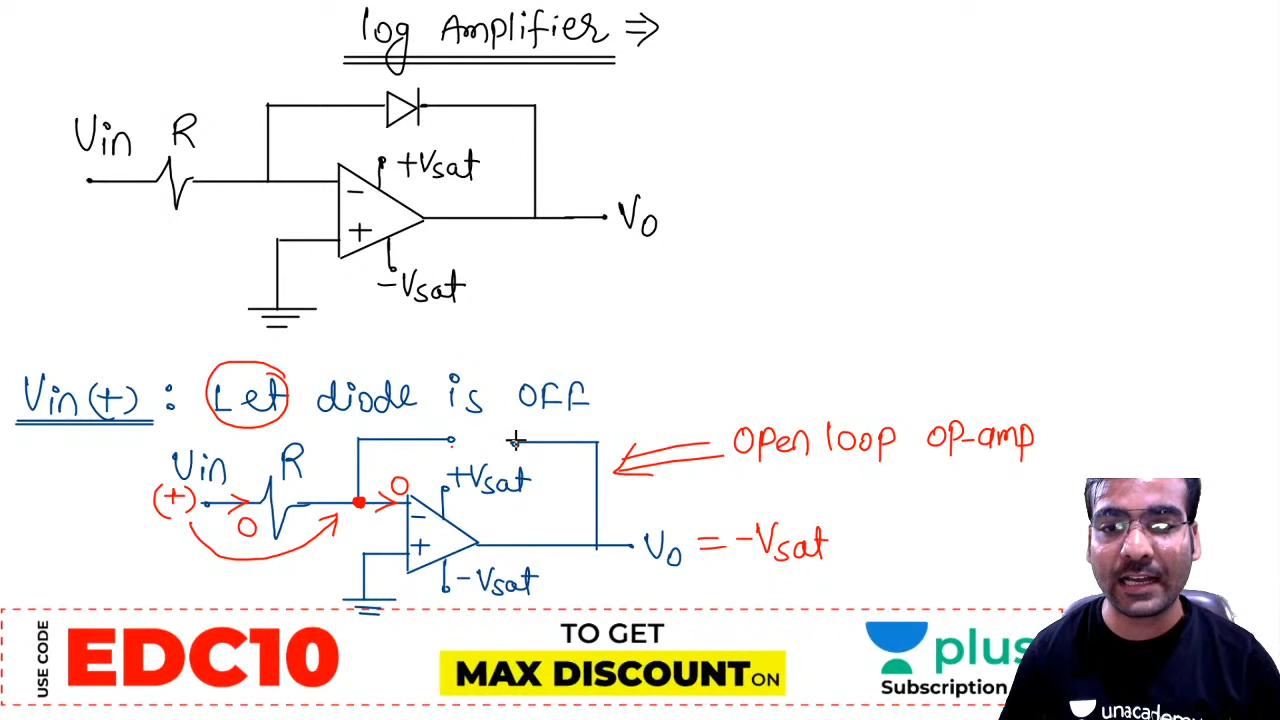 log Amplifier ⇒
Vin R
+Vsat
−
+
V0
−Vsat
Vin(+) : Let diode is OFF
Open loop op-amp
Vin R
+Vsat
(+) 0 0
−
+
V0 = −Vsat
−Vsat
USE CODE
EDC10
TO GET
MAX DISCOUNT ON
plus
Subscription
unacademy